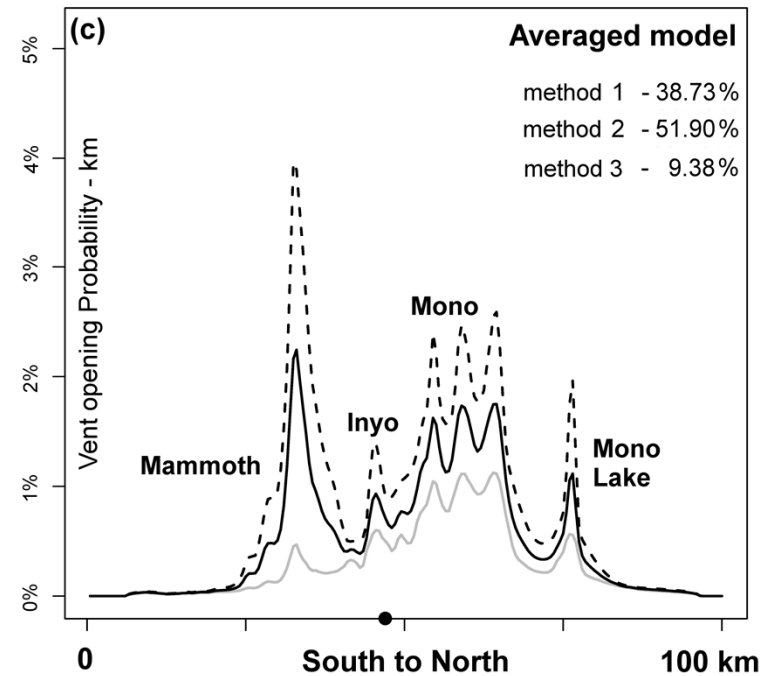 (c)
Averaged model
method 1 - 38.73%
method 2 - 51.90%
method 3 - 9.38%
Vent opening Probability - km
5%
4%
3%
2%
1%
0%
Mammoth
Inyo
Mono
Mono
Lake
0
South to North
100 km